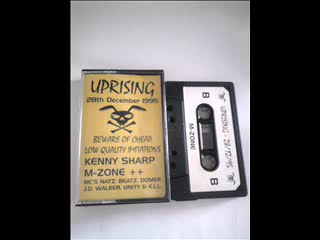 UPRISING
28th December 1995
BEWARE OF CHEAP
LOW QUALITY IMITATIONS
KENNY SHARP
M-ZONE ++
MC'S NATZ, BEATZ, DOMER
J.D. WALKER, UNITY & E.L.L.
UPRISING - 28/12/95
B
M-ZONE
B